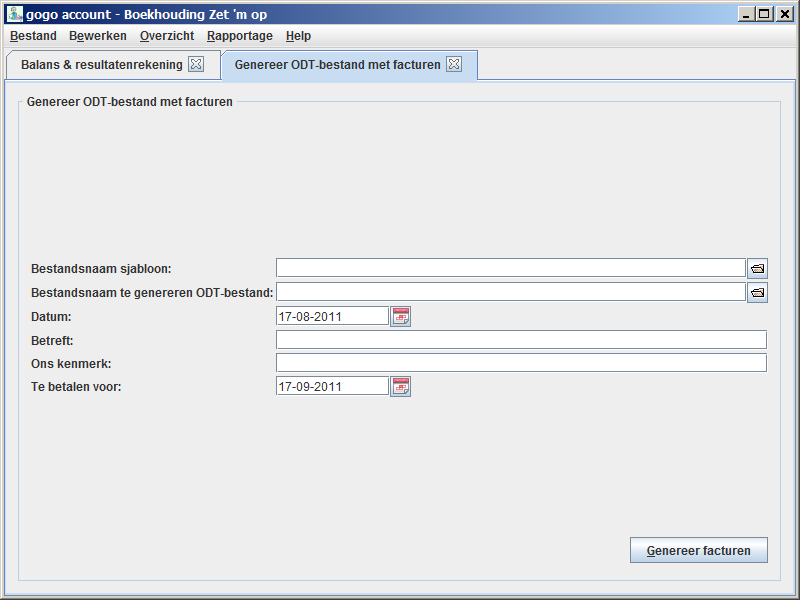 gogo account - Boekhouding Zet 'm op
Bestand Bewerken Overzicht Rapportage Help
Balans & resultatenrekening Genereer ODT-bestand met facturen
Genereer ODT-bestand met facturen
Bestandsnaam sjabloon:
Bestandsnaam te genereren ODT-bestand:
Datum: 17-08-2011
Betreft:
Ons kenmerk:
Te betalen voor: 17-09-2011
Genereer facturen